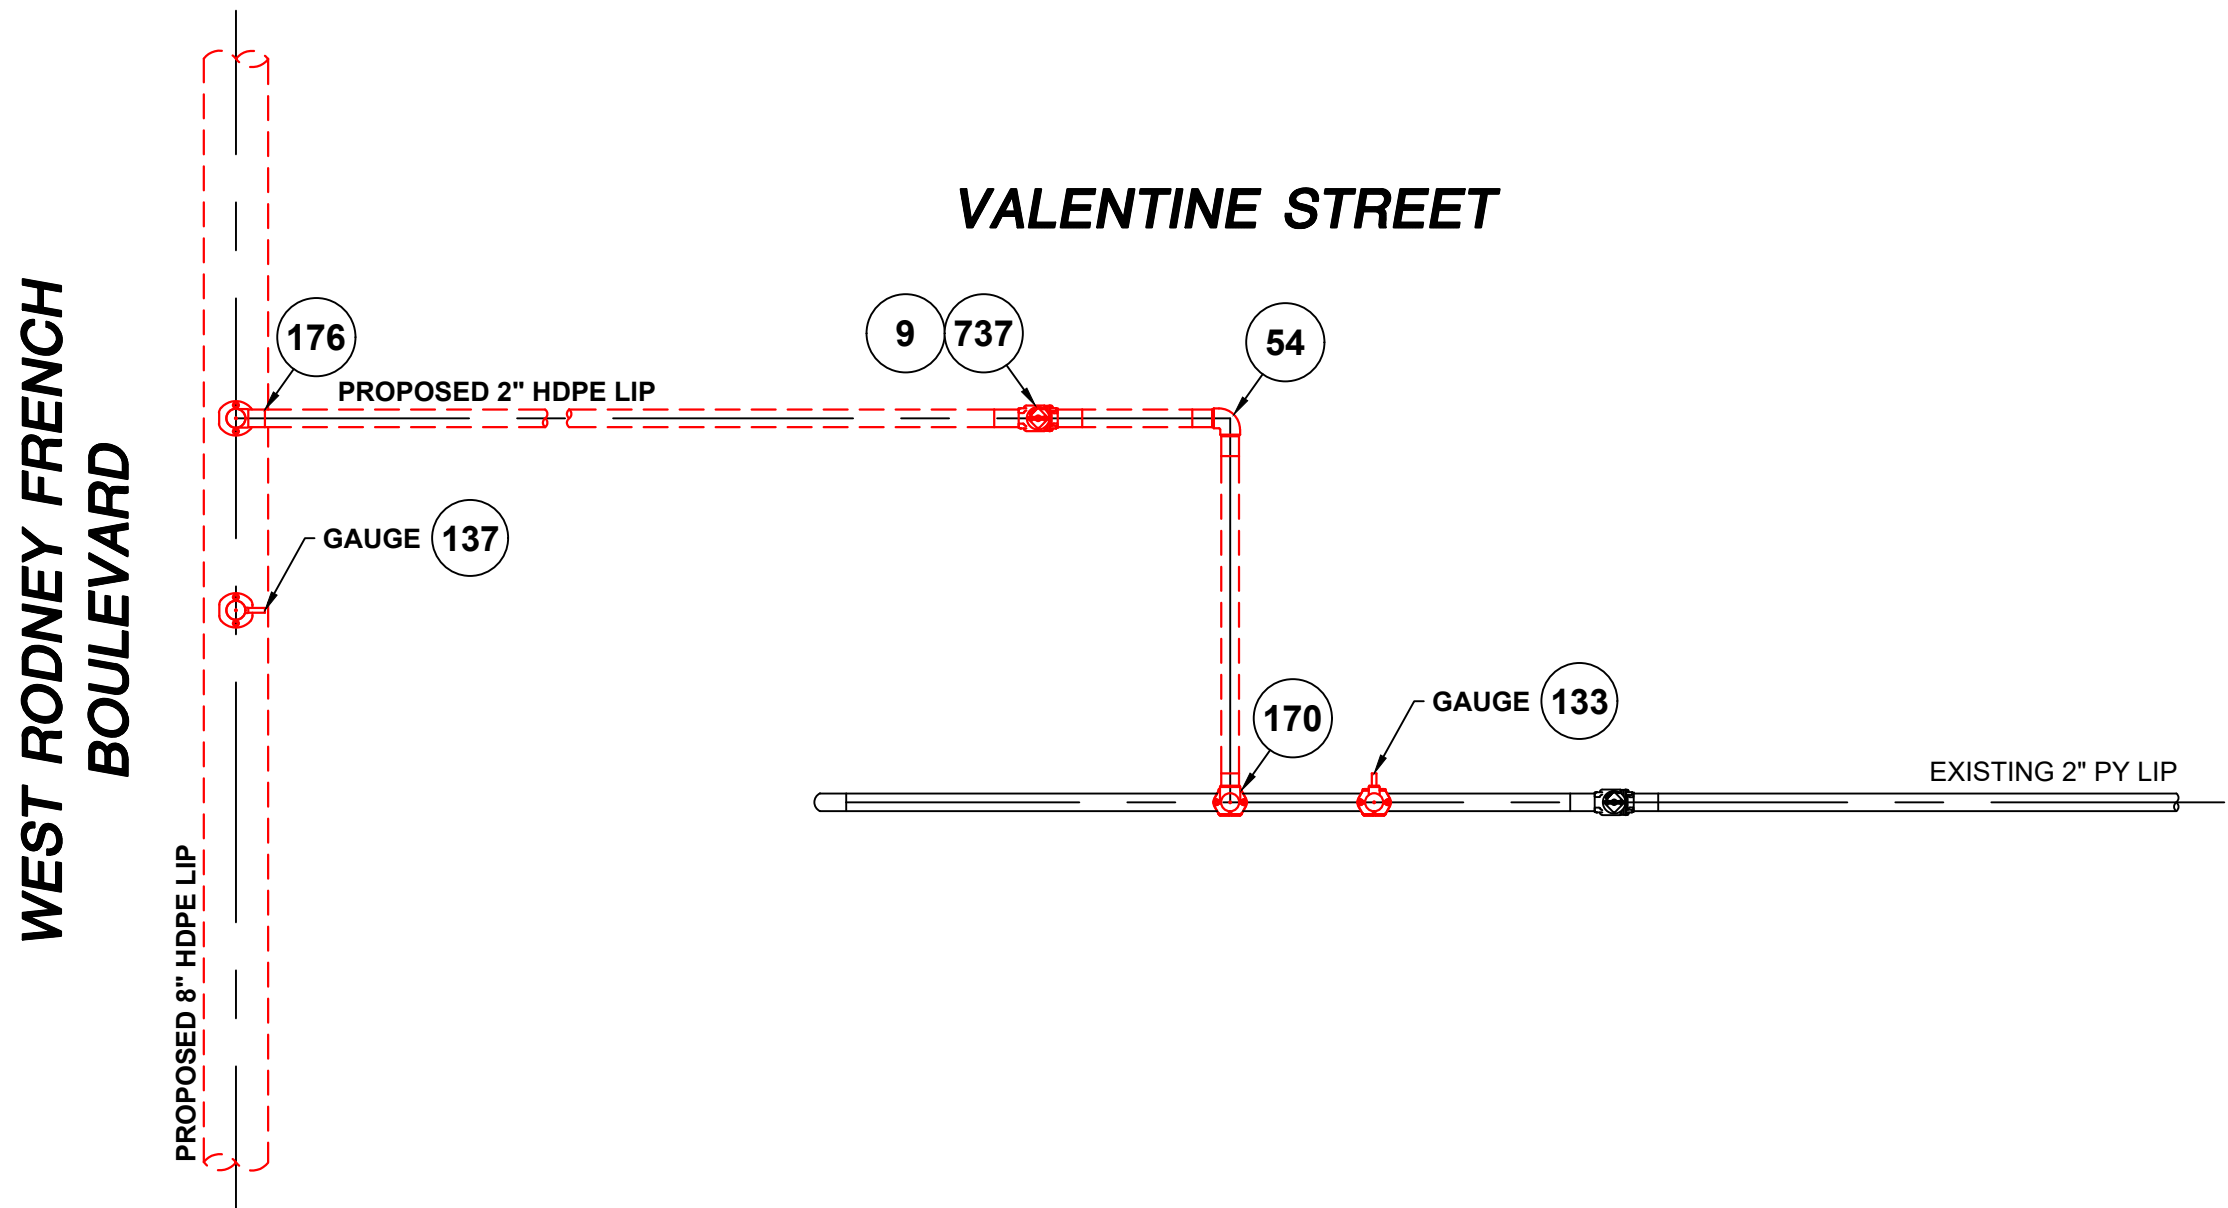 VALENTINE STREET
WEST RODNEY FRENCH
BOULEVARD
176
9
737
54
PROPOSED 2" HDPE LIP
GAUGE 137
170
GAUGE 133
EXISTING 2" PY LIP
PROPOSED 8" HDPE LIP